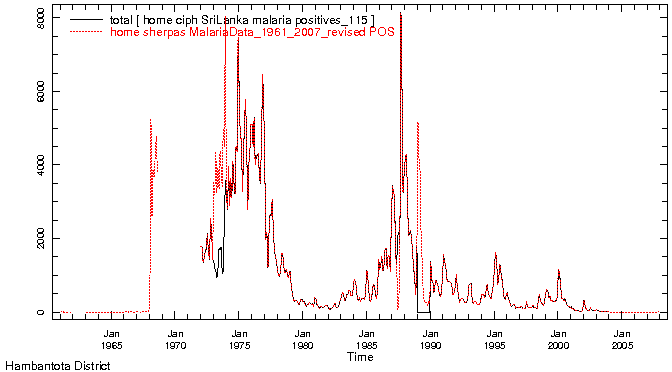 total [ home ciph SriLanka malaria positives_115 ]
home sherpas MalariaData_1961_2007_revised POS
8000
6000
4000
2000
0
Jan Jan Jan Jan Jan Jan Jan Jan Jan
1965 1970 1975 1980 1985 1990 1995 2000 2005
Time
Hambantota District